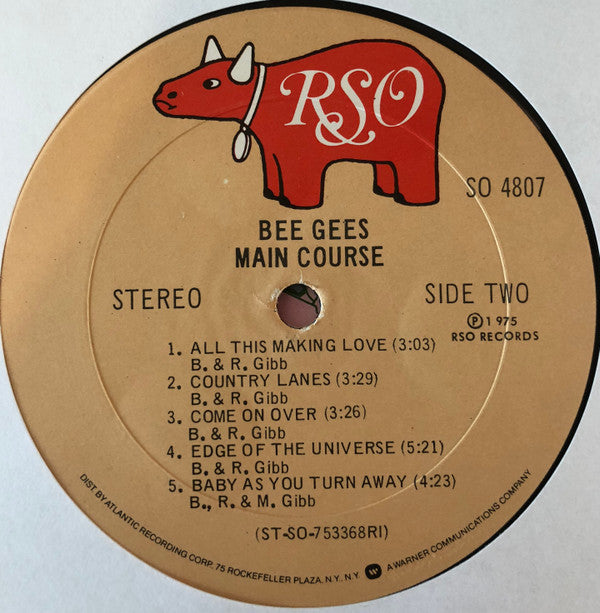 RSO
SO 4807
BEE GEES
MAIN COURSE
STEREO
SIDE TWO
Ⓟ1975
RSO RECORDS
1. ALL THIS MAKING LOVE (3:03)
B. & R. Gibb
2. COUNTRY LANES (3:29)
B. & R. Gibb
3. COME ON OVER (3:26)
B. & R. Gibb
4. EDGE OF THE UNIVERSE (5:21)
B. & R. Gibb
5. BABY AS YOU TURN AWAY (4:23)
B., R. & M. Gibb
(ST-SO-753368RI)
DIST. BY ATLANTIC RECORDING CORP. 75 ROCKEFELLER PLAZA, N.Y. N.Y. A WARNER COMMUNICATIONS COMPANY